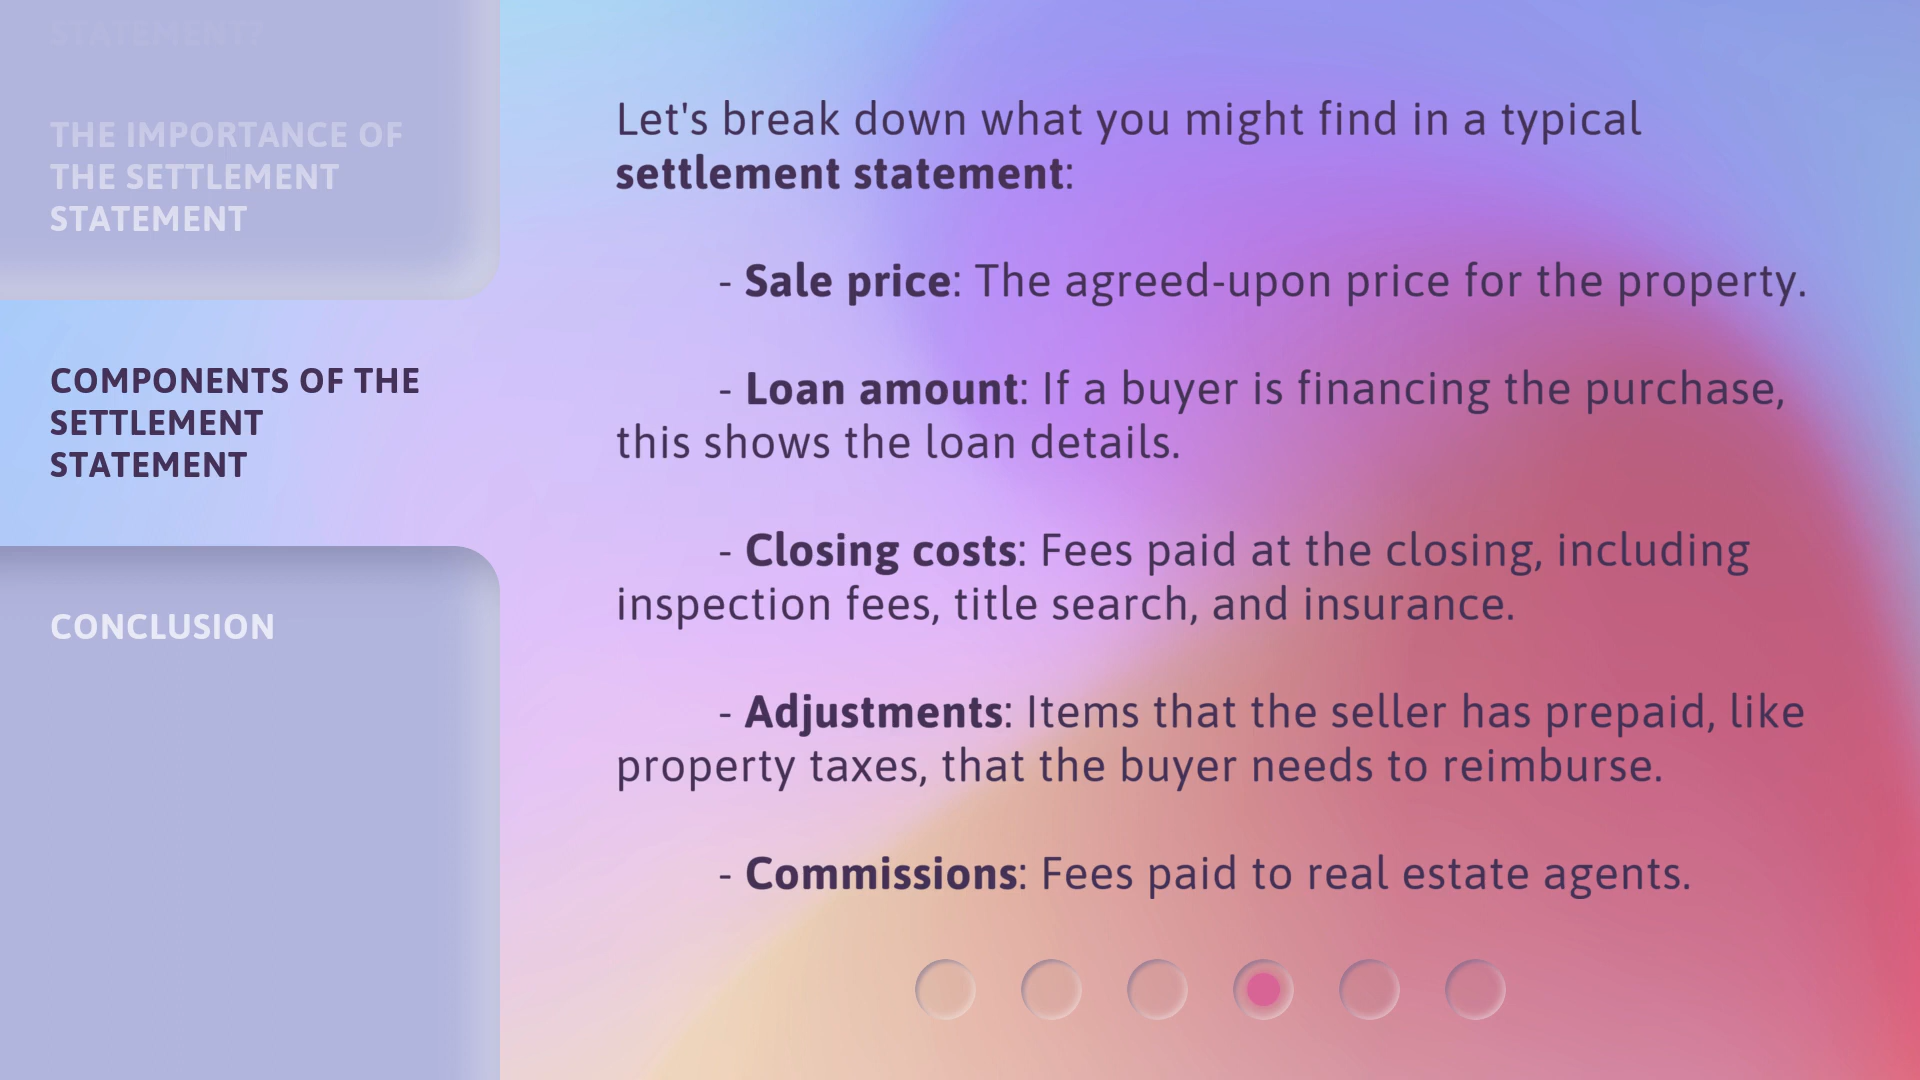 STATEMENT?
THE IMPORTANCE OF
THE SETTLEMENT
STATEMENT
COMPONENTS OF THE
SETTLEMENT
STATEMENT
CONCLUSION
Let's break down what you might find in a typical
settlement statement:
- Sale price: The agreed-upon price for the property.
- Loan amount: If a buyer is financing the purchase,
this shows the loan details.
- Closing costs: Fees paid at the closing, including
inspection fees, title search, and insurance.
- Adjustments: Items that the seller has prepaid, like
property taxes, that the buyer needs to reimburse.
- Commissions: Fees paid to real estate agents.